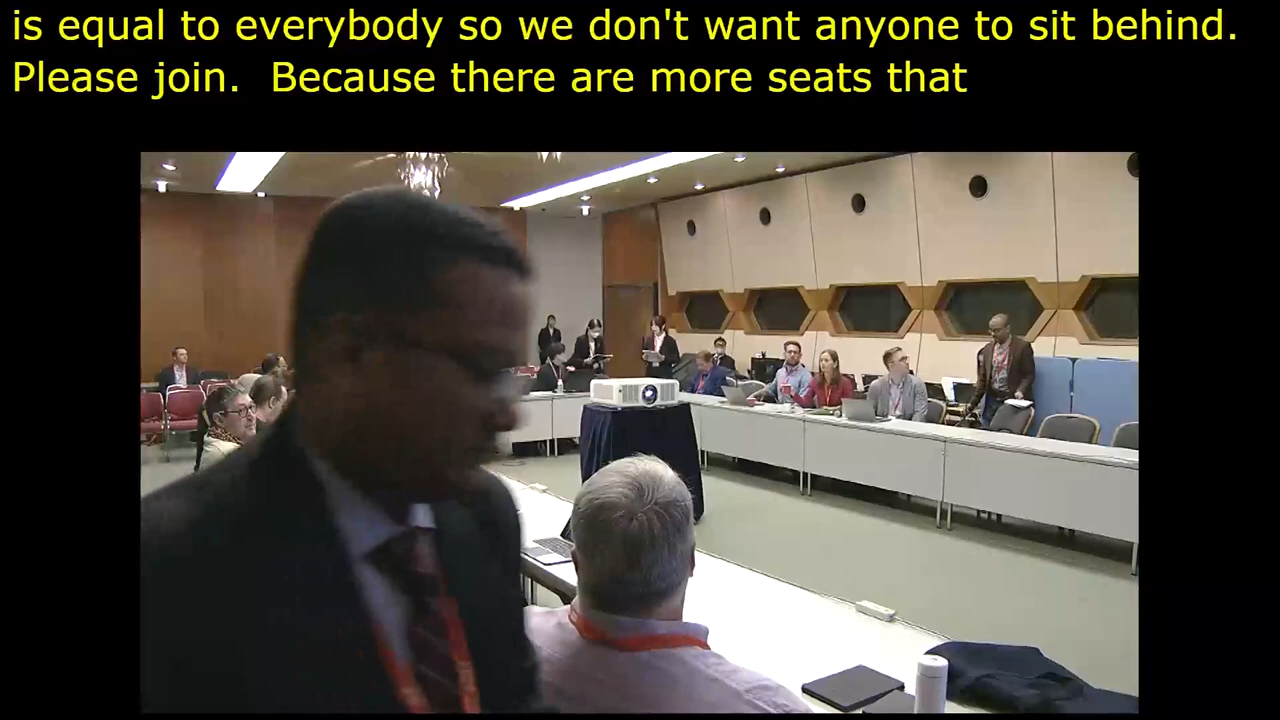 is equal to everybody so we don't want anyone to sit behind.
Please join.  Because there are more seats that